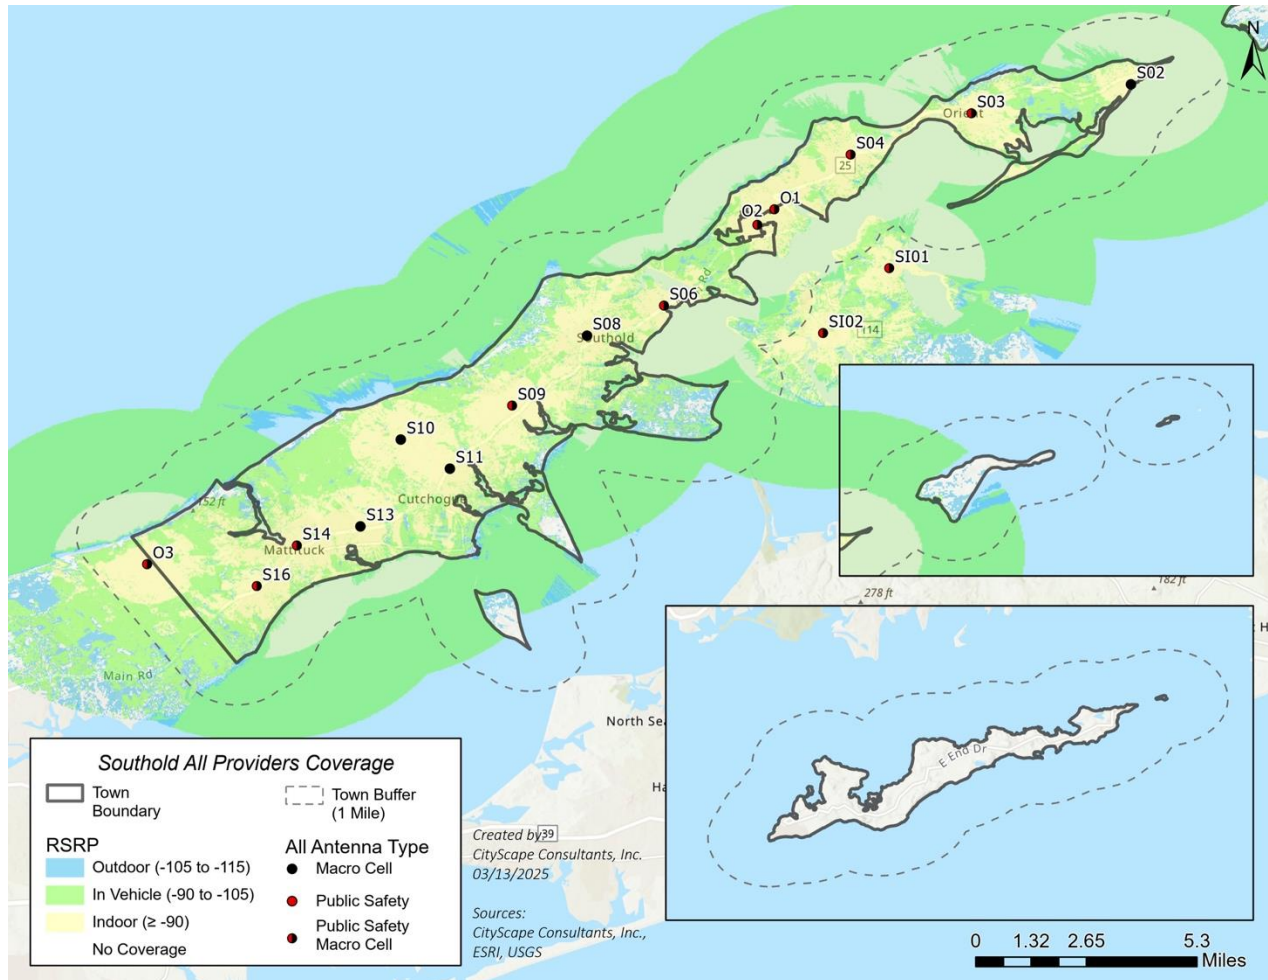 N
S02
S03
Orient
S04
25
O1
O2
Rd
SI01
S06
SI02
114
S08
Southold
S09
S10
S11
Cutchogue
152 ft
S13
S14
Mattituck
O3
S16
Main Rd
278 ft
182 ft
North Sea
E End Dr
39
Southold All Providers Coverage
Town
Boundary
Town Buffer
(1 Mile)
RSRP
Outdoor (-105 to -115)
In Vehicle (-90 to -105)
Indoor (≥ -90)
No Coverage
All Antenna Type
Macro Cell
Public Safety
Public Safety
Macro Cell
Created by:
CityScape Consultants, Inc.
03/13/2025
Sources:
CityScape Consultants, Inc.,
ESRI, USGS
0 1.32 2.65 5.3
Miles